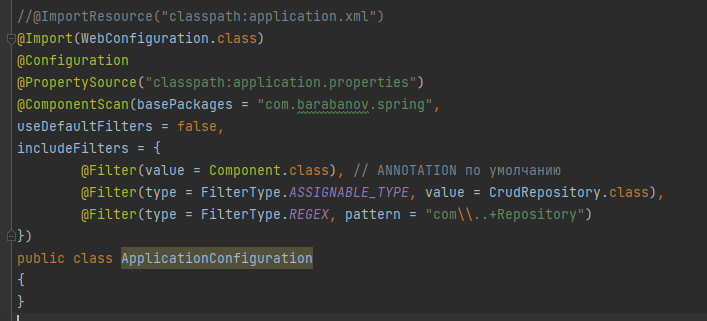 //@ImportResource("classpath:application.xml")
@Import(WebConfiguration.class)
@Configuration
@PropertySource("classpath:application.properties")
@ComponentScan(basePackages = "com.barabanov.spring",
useDefaultFilters = false,
includeFilters = {
        @Filter(value = Component.class), // ANNOTATION по умолчанию
        @Filter(type = FilterType.ASSIGNABLE_TYPE, value = CrudRepository.class),
        @Filter(type = FilterType.REGEX, pattern = "com\\..+Repository")
})
public class ApplicationConfiguration
{
}